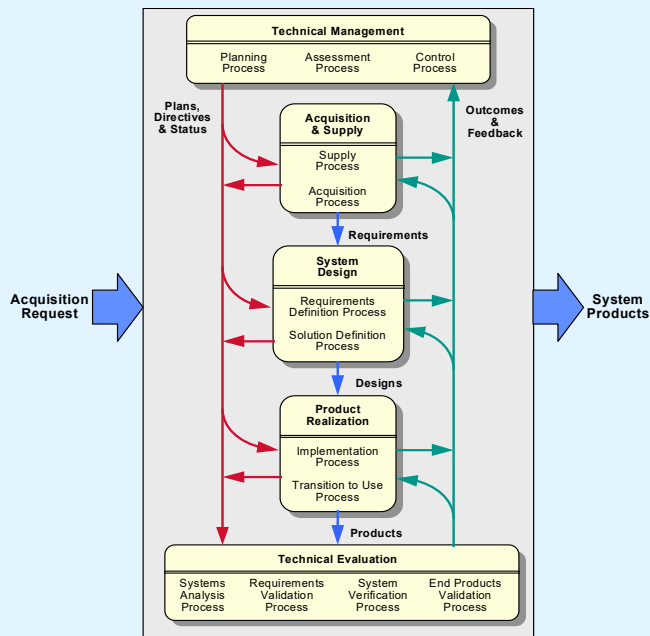 Technical Management
Planning Process
Assessment Process
Control Process
Plans,
Directives
& Status
Outcomes
&
Feedback
Acquisition
& Supply
Supply
Process
Acquisition
Process
Requirements
System
Design
Requirements
Definition Process
Solution Definition
Process
Acquisition
Request
System
Products
Designs
Product
Realization
Implementation
Process
Transition to Use
Process
Products
Technical Evaluation
Systems
Analysis
Process
Requirements
Validation
Process
System
Verification
Process
End Products
Validation
Process